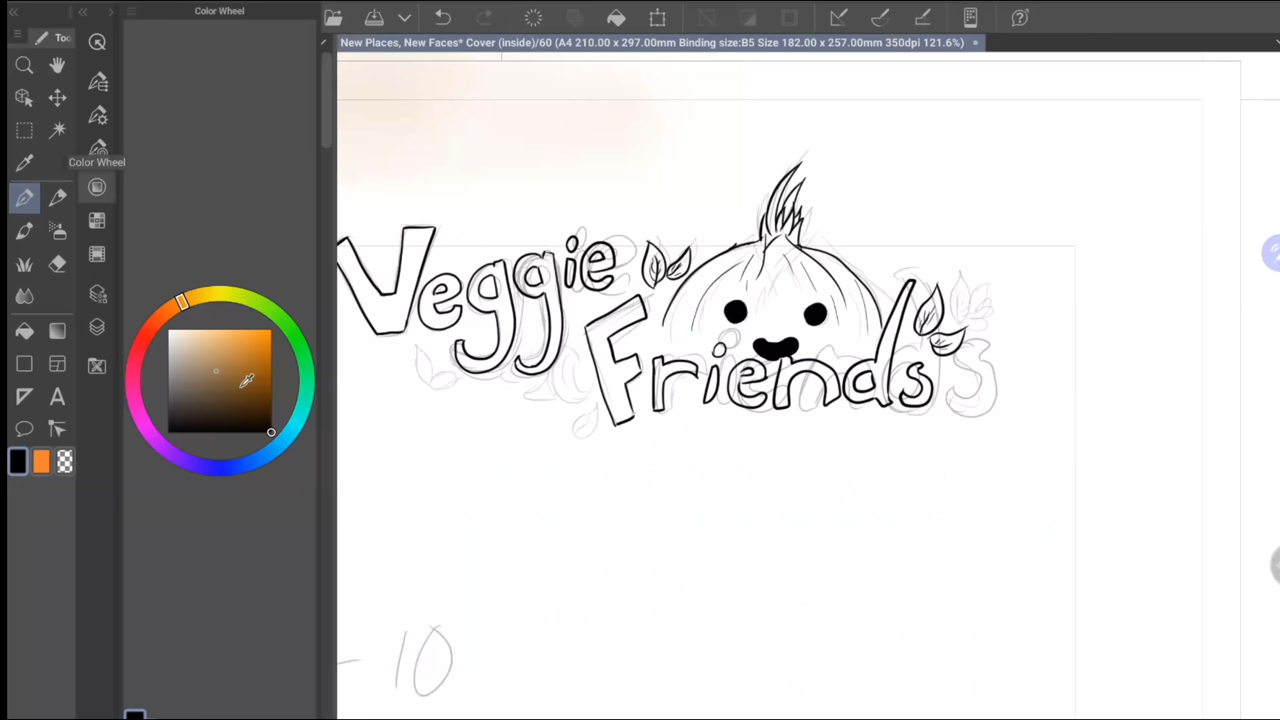 Color Wheel
Too
New Places, New Faces* Cover (inside)/60 (A4 210.00 x 297.00mm Binding size:B5 Size 182.00 x 257.00mm 350dpi 121.6%)
Color Wheel
A
Veggie
Friends
- 10